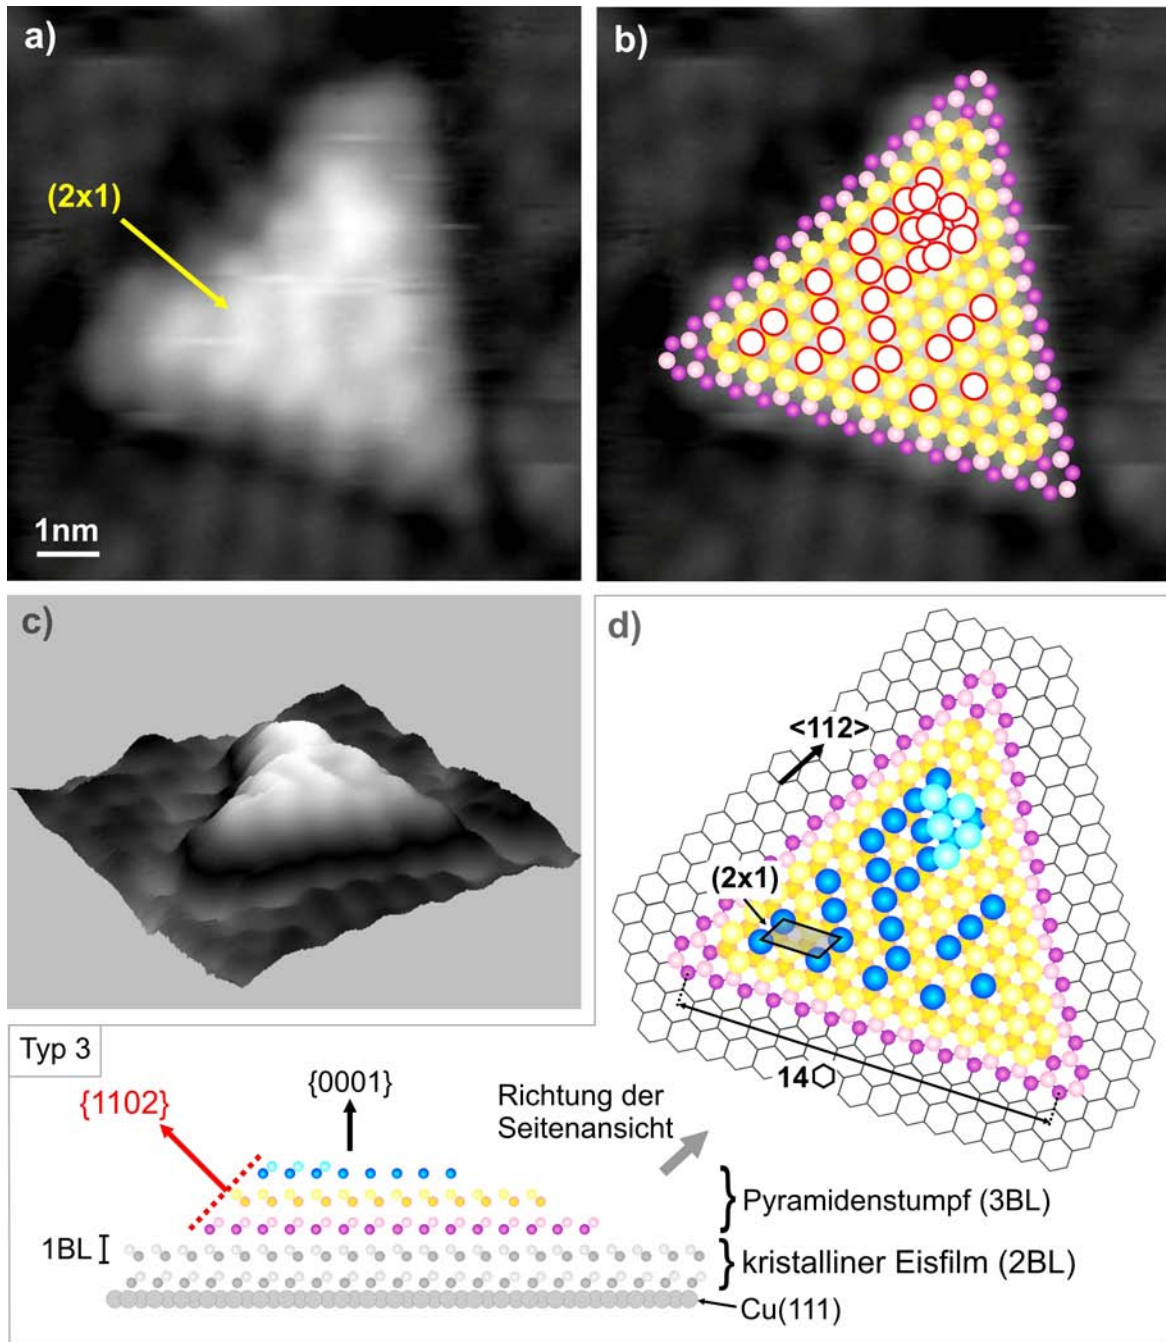 a)
(2x1)
1nm
b)
c)
d)
<112>
(2x1)
14
Typ 3
{1102}
{0001}
Richtung der
Seitenansicht
1BL
Pyramidenstumpf (3BL)
kristalliner Eisfilm (2BL)
Cu(111)